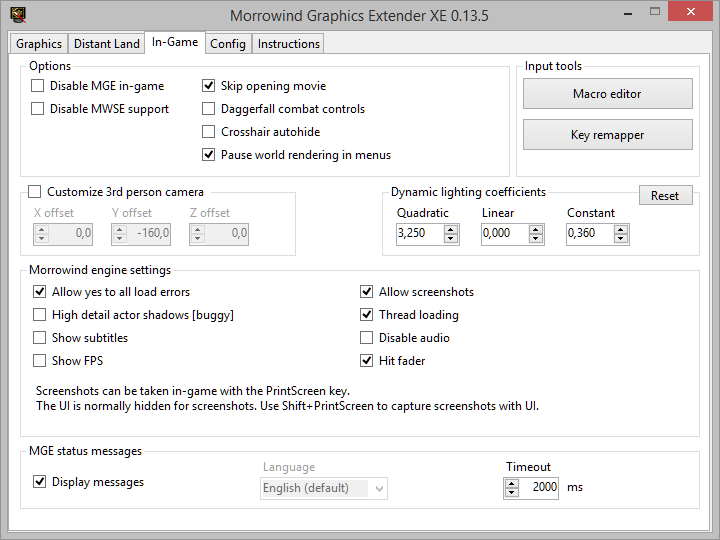 Morrowind Graphics Extender XE 0.13.5
Graphics Distant Land In-Game Config Instructions
Options
Disable MGE in-game
Disable MWSE support
Skip opening movie
Daggerfall combat controls
Crosshair autohide
Pause world rendering in menus
Input tools
Macro editor
Key remapper
Customize 3rd person camera
X offset Y offset Z offset
0,0 -160,0 0,0
Dynamic lighting coefficients
Reset
Quadratic Linear Constant
3,250 0,000 0,360
Morrowind engine settings
Allow yes to all load errors
High detail actor shadows [buggy]
Show subtitles
Show FPS
Allow screenshots
Thread loading
Disable audio
Hit fader
Screenshots can be taken in-game with the PrintScreen key.
The UI is normally hidden for screenshots. Use Shift+PrintScreen to capture screenshots with UI.
MGE status messages
Display messages
Language
English (default)
Timeout
2000 ms